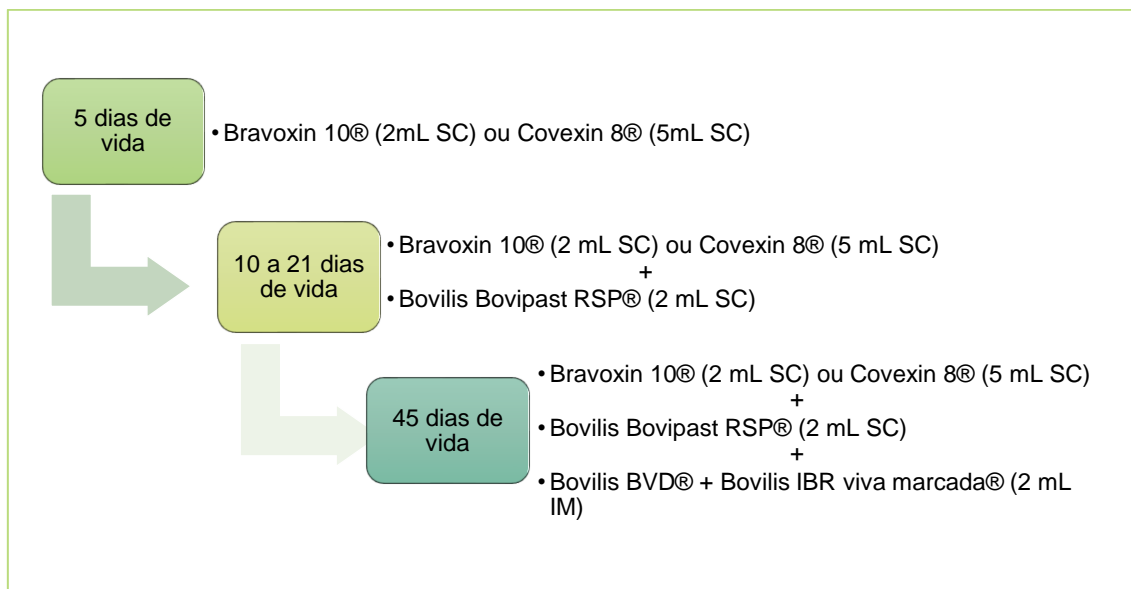 5 dias de
vida
• Bravoxin 10® (2mL SC) ou Covexin 8® (5mL SC)
10 a 21 dias
de vida
• Bravoxin 10® (2 mL SC) ou Covexin 8® (5 mL SC)
+
• Bovilis Bovipast RSP® (2 mL SC)
45 dias de
vida
• Bravoxin 10® (2 mL SC) ou Covexin 8® (5 mL SC)
+
• Bovilis Bovipast RSP® (2 mL SC)
+
• Bovilis BVD® + Bovilis IBR viva marcada® (2 mL
IM)